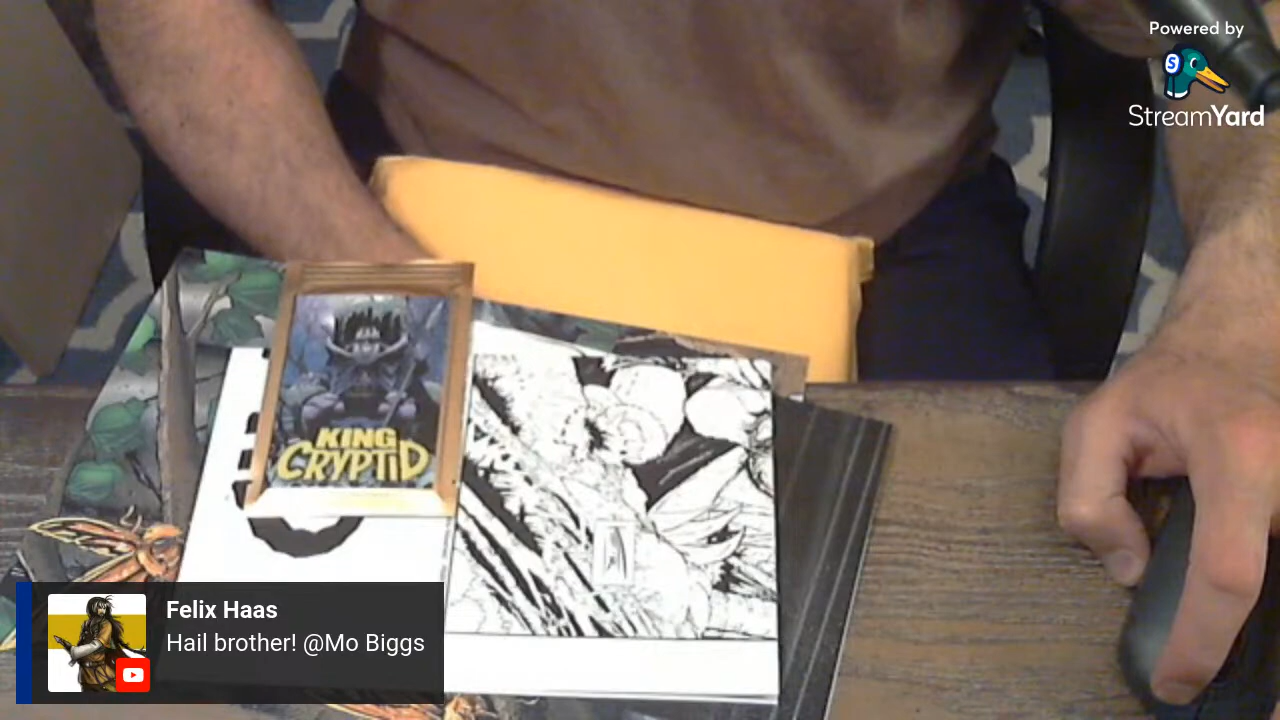 Powered by
StreamYard
KING
CRYPTID
Felix Haas
Hail brother! @Mo Biggs